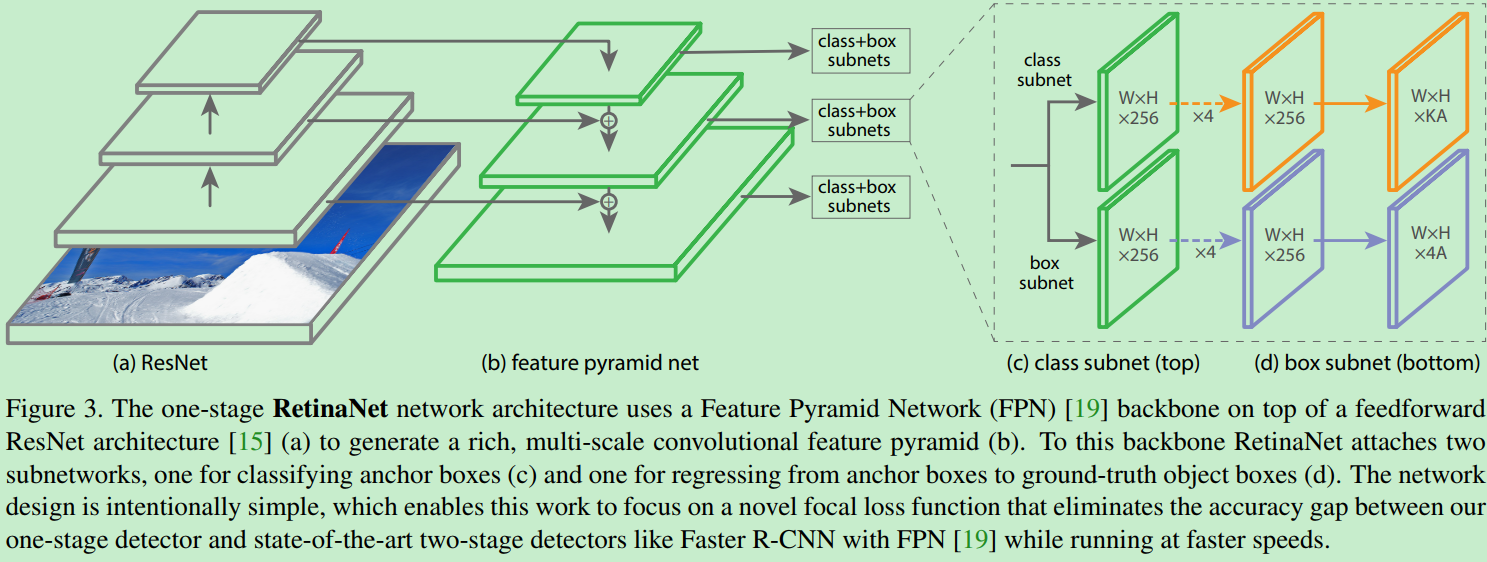 class+box
subnets
class+box
subnets
class+box
subnets
class
subnet
W×H
×256
×4
W×H
×256
W×H
×KA
box
subnet
W×H
×256
×4
W×H
×256
W×H
×4A
(a) ResNet
(b) feature pyramid net
(c) class subnet (top)
(d) box subnet (bottom)
Figure 3. The one-stage RetinaNet network architecture uses a Feature Pyramid Network (FPN) [19] backbone on top of a feedforward
ResNet architecture [15] (a) to generate a rich, multi-scale convolutional feature pyramid (b). To this backbone RetinaNet attaches two
subnetworks, one for classifying anchor boxes (c) and one for regressing from anchor boxes to ground-truth object boxes (d). The network
design is intentionally simple, which enables this work to focus on a novel focal loss function that eliminates the accuracy gap between our
one-stage detector and state-of-the-art two-stage detectors like Faster R-CNN with FPN [19] while running at faster speeds.